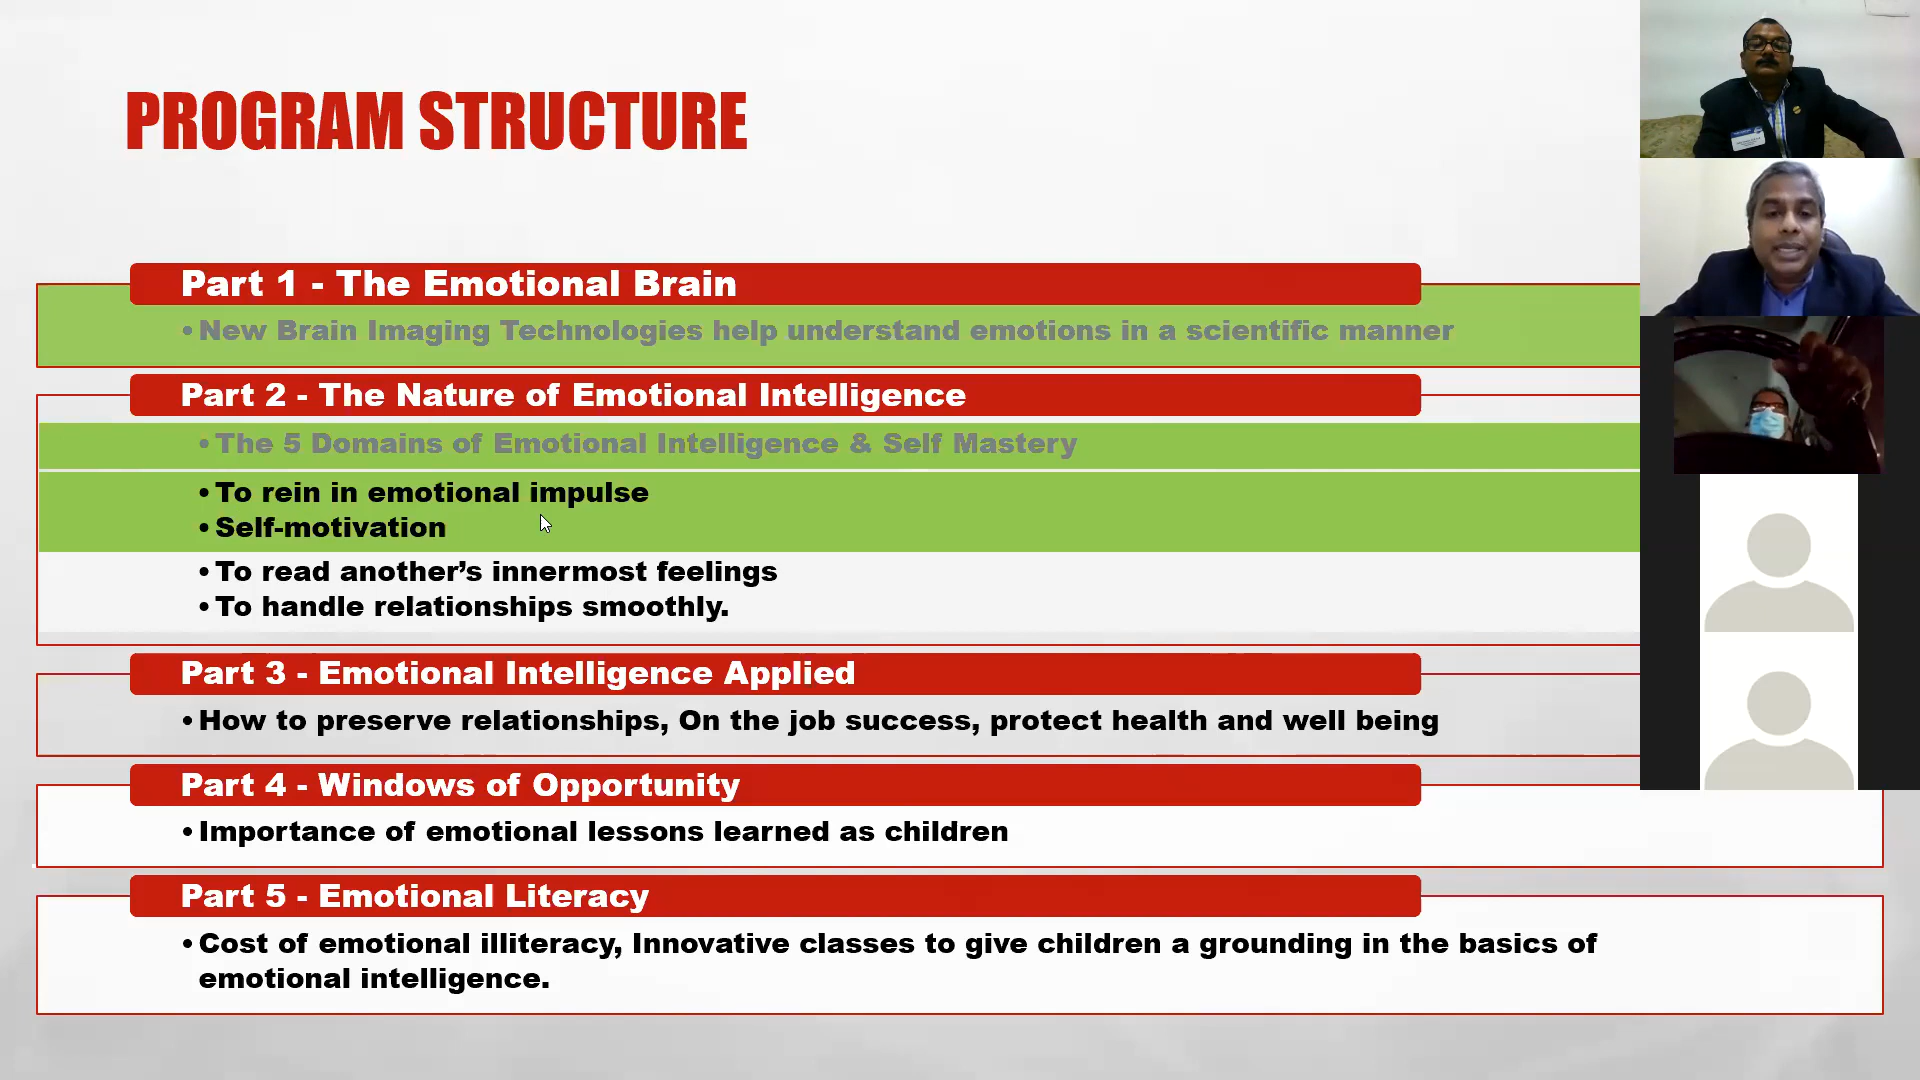 PROGRAM STRUCTURE
Part 1 - The Emotional Brain
• New Brain Imaging Technologies help understand emotions in a scientific manner
Part 2 - The Nature of Emotional Intelligence
• The 5 Domains of Emotional Intelligence & Self Mastery
• To rein in emotional impulse
• Self-motivation
• To read another’s innermost feelings
• To handle relationships smoothly.
Part 3 - Emotional Intelligence Applied
• How to preserve relationships, On the job success, protect health and well being
Part 4 - Windows of Opportunity
• Importance of emotional lessons learned as children
Part 5 - Emotional Literacy
• Cost of emotional illiteracy, Innovative classes to give children a grounding in the basics of
emotional intelligence.